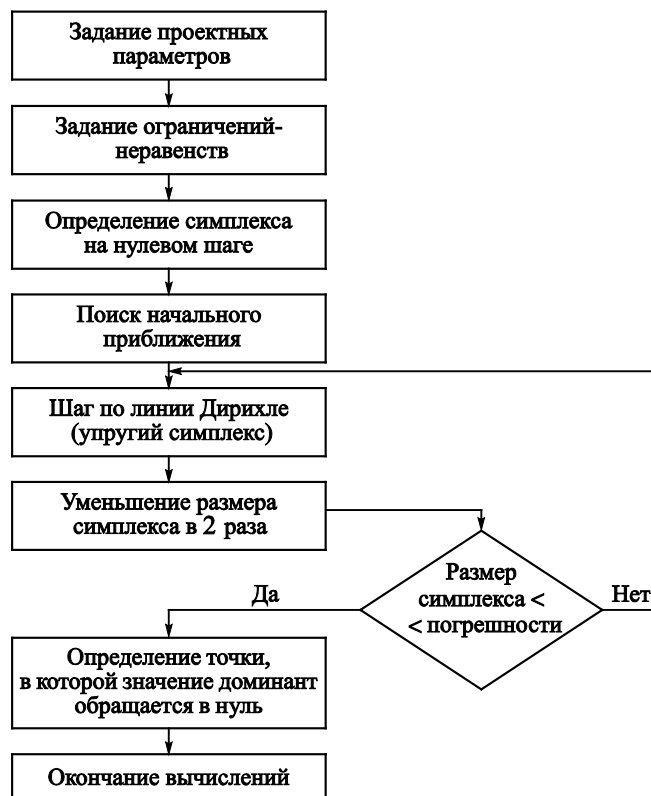 Задание проектных
параметров
Задание ограничений-
неравенств
Определение симплекса
на нулевом шаге
Поиск начального
приближения
Шаг по линии Дирихле
(упругий симплекс)
Уменьшение размера
симплекса в 2 раза
Размер
симплекса <
< погрешности
Да
Нет
Определение точки,
в которой значение доминант
обращается в нуль
Окончание вычислений